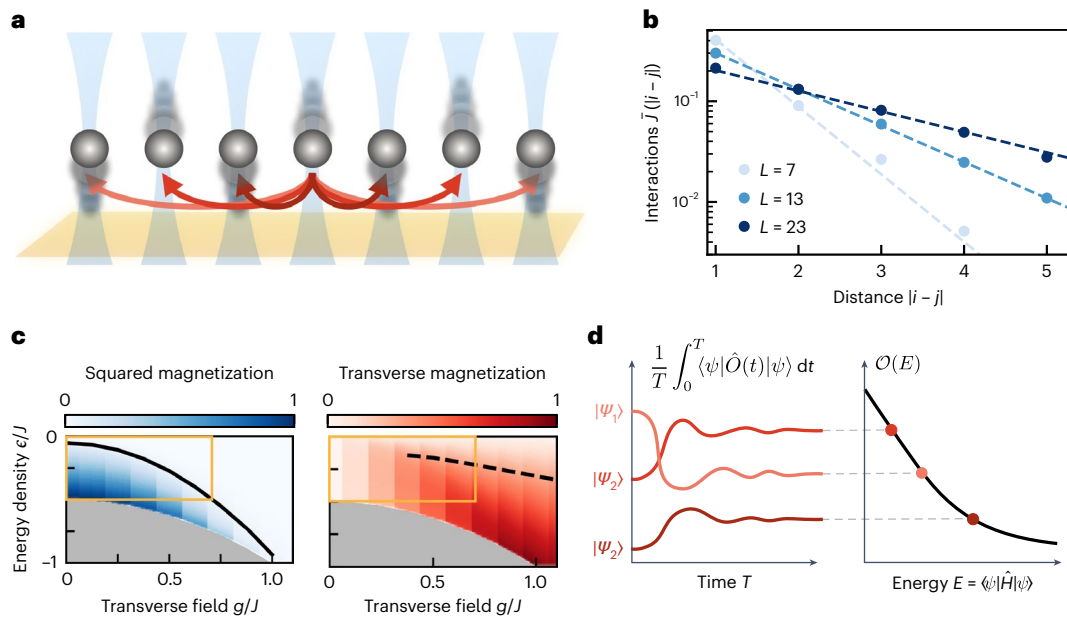 a
b
Interactions J̄ (|i – j|)
10⁻¹
10⁻²
L = 7
L = 13
L = 23
1
2
3
4
5
Distance |i – j|
c
Squared magnetization
0
1
Transverse magnetization
0
1
Energy density ϵ/J
0
–1
0
0.5
1.0
Transverse field g/J
0
0.5
1.0
Transverse field g/J
d
1/T ∫₀ᵀ ⟨ψ|Ô(t)|ψ⟩ dt
|Ψ₁⟩
|Ψ₂⟩
|Ψ₂⟩
Time T
𝒪(E)
Energy E = ⟨ψ|Ĥ|ψ⟩